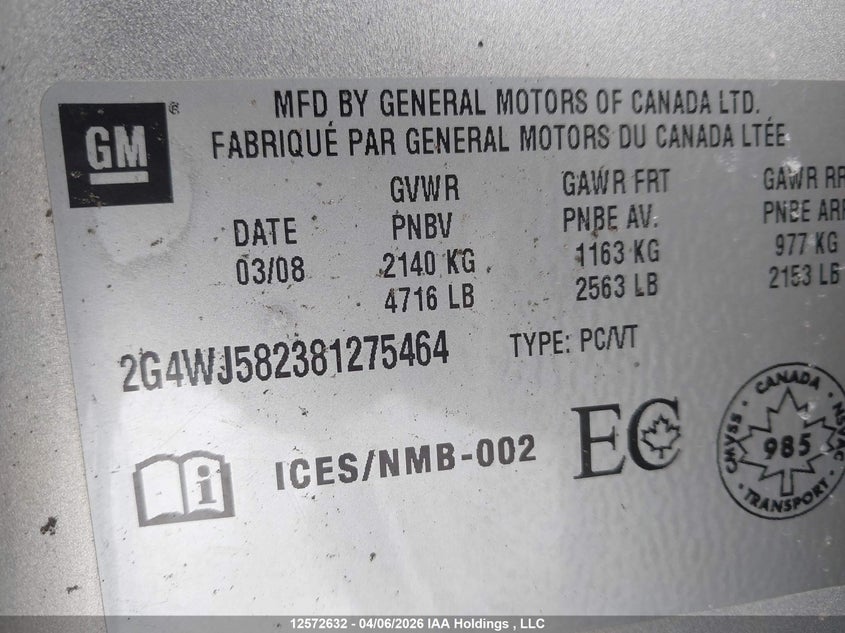 GM ®
MFD BY GENERAL MOTORS OF CANADA LTD.
FABRIQUÉ PAR GENERAL MOTORS DU CANADA LTÉE
DATE
03/08
GVWR
PNBV
2140 KG
4716 LB
GAWR FRT
PNBE AV.
1163 KG
2563 LB
GAWR RR
PNBE ARR
977 KG
2153 LB
2G4WJ582381275464
TYPE: PC/VT
i
ICES/NMB-002
EC
CANADA
CMVSS
985
NSVAC
TRANSPORT
12572632 - 04/06/2026 IAA Holdings , LLC